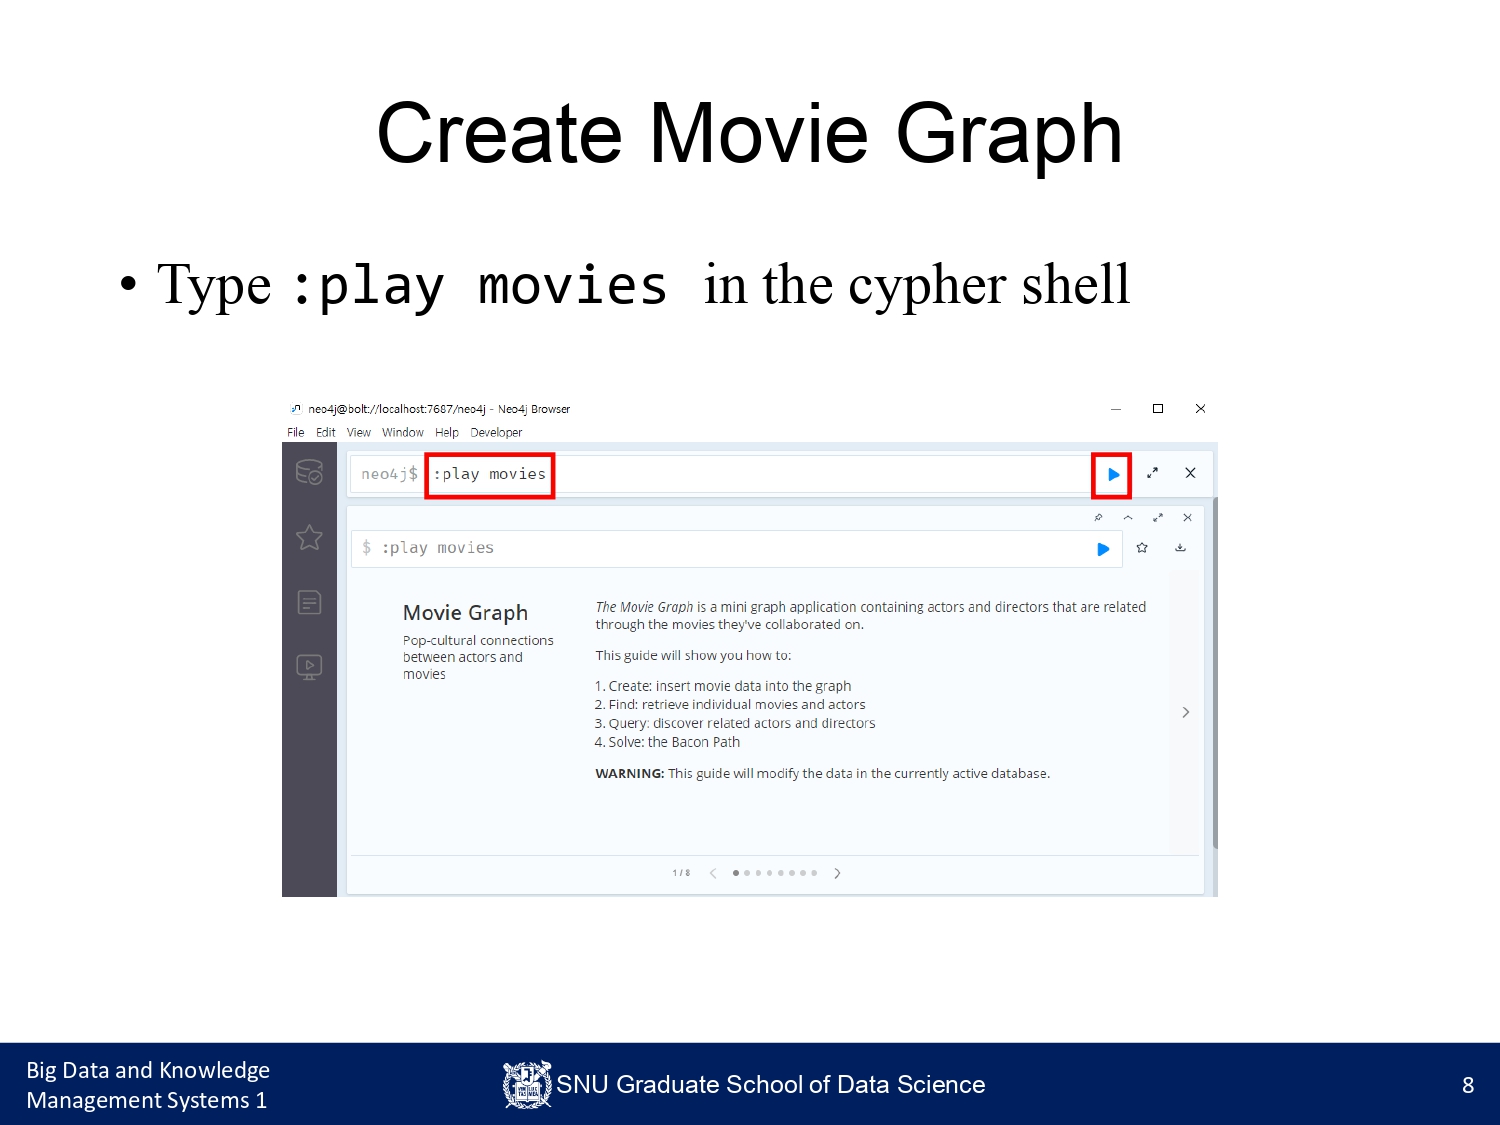 Create Movie Graph
• Type :play movies in the cypher shell
neo4j@bolt://localhost:7687/neo4j - Neo4j Browser
File Edit View Window Help Developer
neo4j$ :play movies
$ :play movies
Movie Graph
Pop-cultural connections
between actors and
movies
The Movie Graph is a mini graph application containing actors and directors that are related
through the movies they've collaborated on.
This guide will show you how to:
1. Create: insert movie data into the graph
2. Find: retrieve individual movies and actors
3. Query: discover related actors and directors
4. Solve: the Bacon Path
WARNING: This guide will modify the data in the currently active database.
1 / 8
Big Data and Knowledge
Management Systems 1
SNU Graduate School of Data Science
8